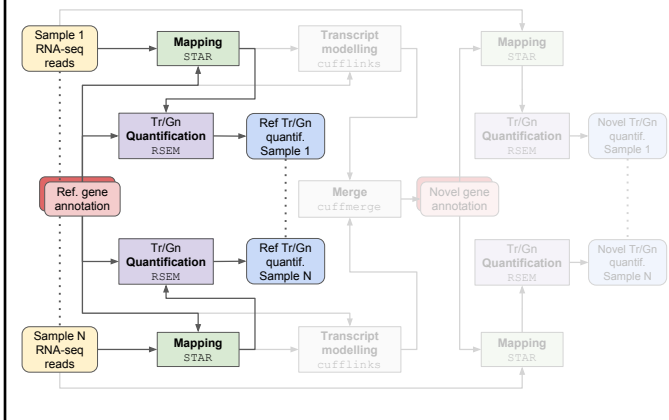 Sample 1
RNA-seq
reads
Mapping
STAR
Transcript
modelling
cufflinks
Mapping
STAR
Tr/Gn
Quantification
RSEM
Ref Tr/Gn
quantif.
Sample 1
Tr/Gn
Quantification
RSEM
Novel Tr/Gn
quantif.
Sample 1
Ref. gene
annotation
Merge
cuffmerge
Novel gene
annotation
Tr/Gn
Quantification
RSEM
Ref Tr/Gn
quantif.
Sample N
Tr/Gn
Quantification
RSEM
Novel Tr/Gn
quantif.
Sample N
Sample N
RNA-seq
reads
Mapping
STAR
Transcript
modelling
cufflinks
Mapping
STAR